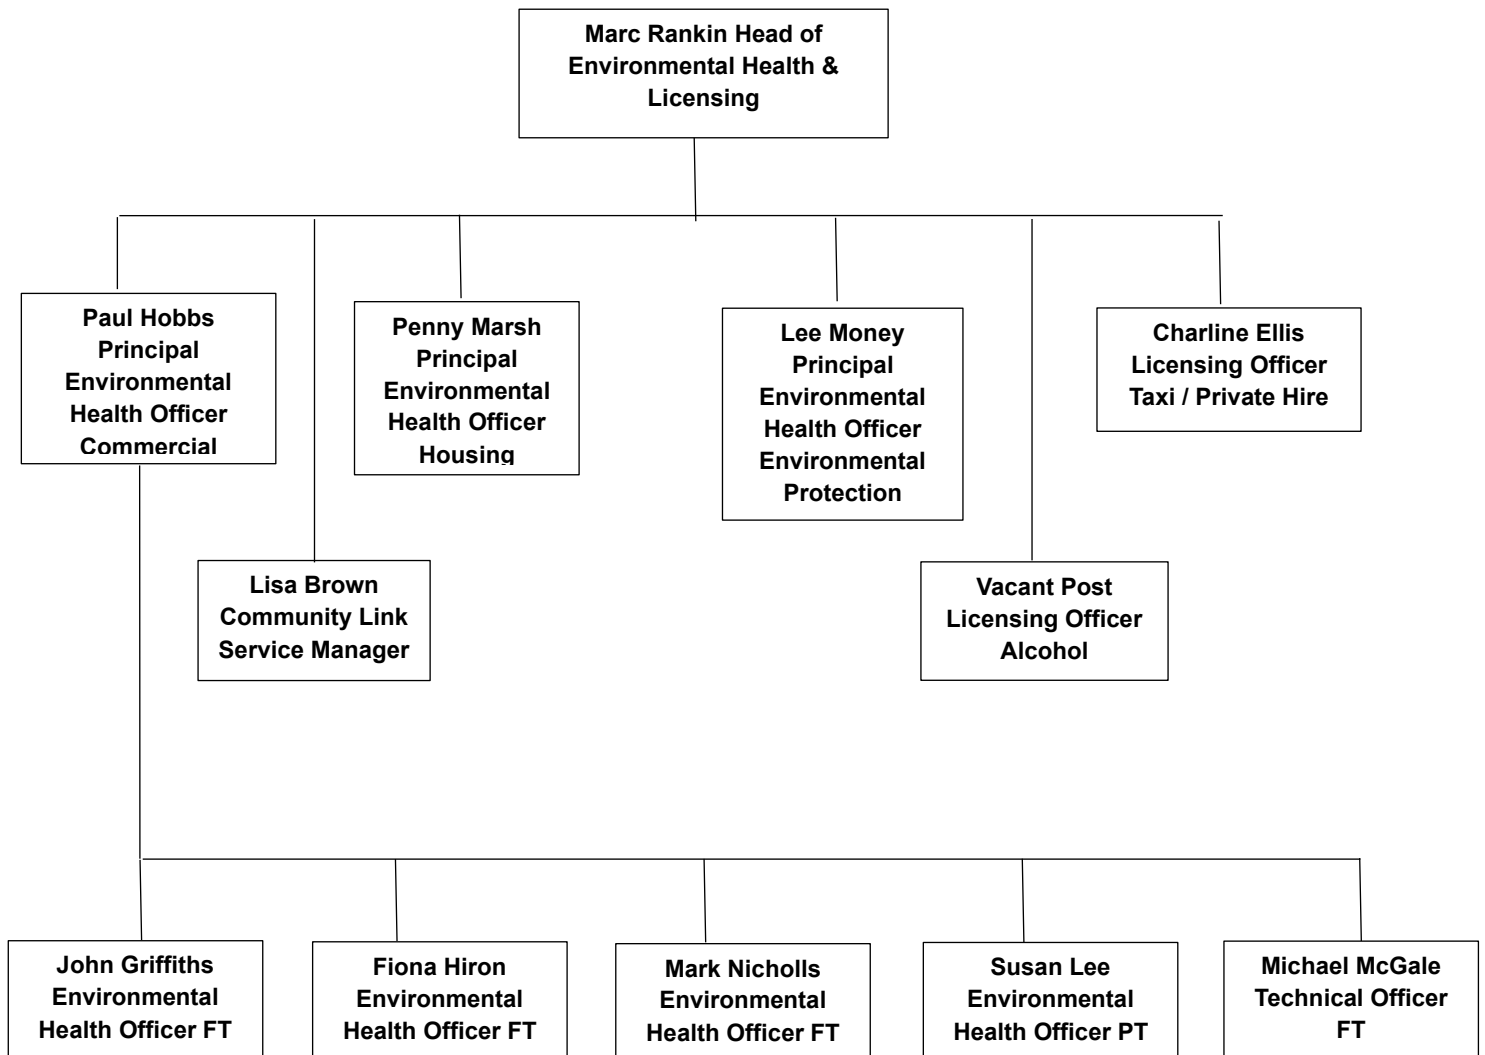 Marc Rankin Head of
Environmental Health &
Licensing
Paul Hobbs
Principal
Environmental
Health Officer
Commercial
Penny Marsh
Principal
Environmental
Health Officer
Housing
Lee Money
Principal
Environmental
Health Officer
Environmental
Protection
Charline Ellis
Licensing Officer
Taxi / Private Hire
Lisa Brown
Community Link
Service Manager
Vacant Post
Licensing Officer
Alcohol
John Griffiths
Environmental
Health Officer FT
Fiona Hiron
Environmental
Health Officer FT
Mark Nicholls
Environmental
Health Officer FT
Susan Lee
Environmental
Health Officer PT
Michael McGale
Technical Officer
FT